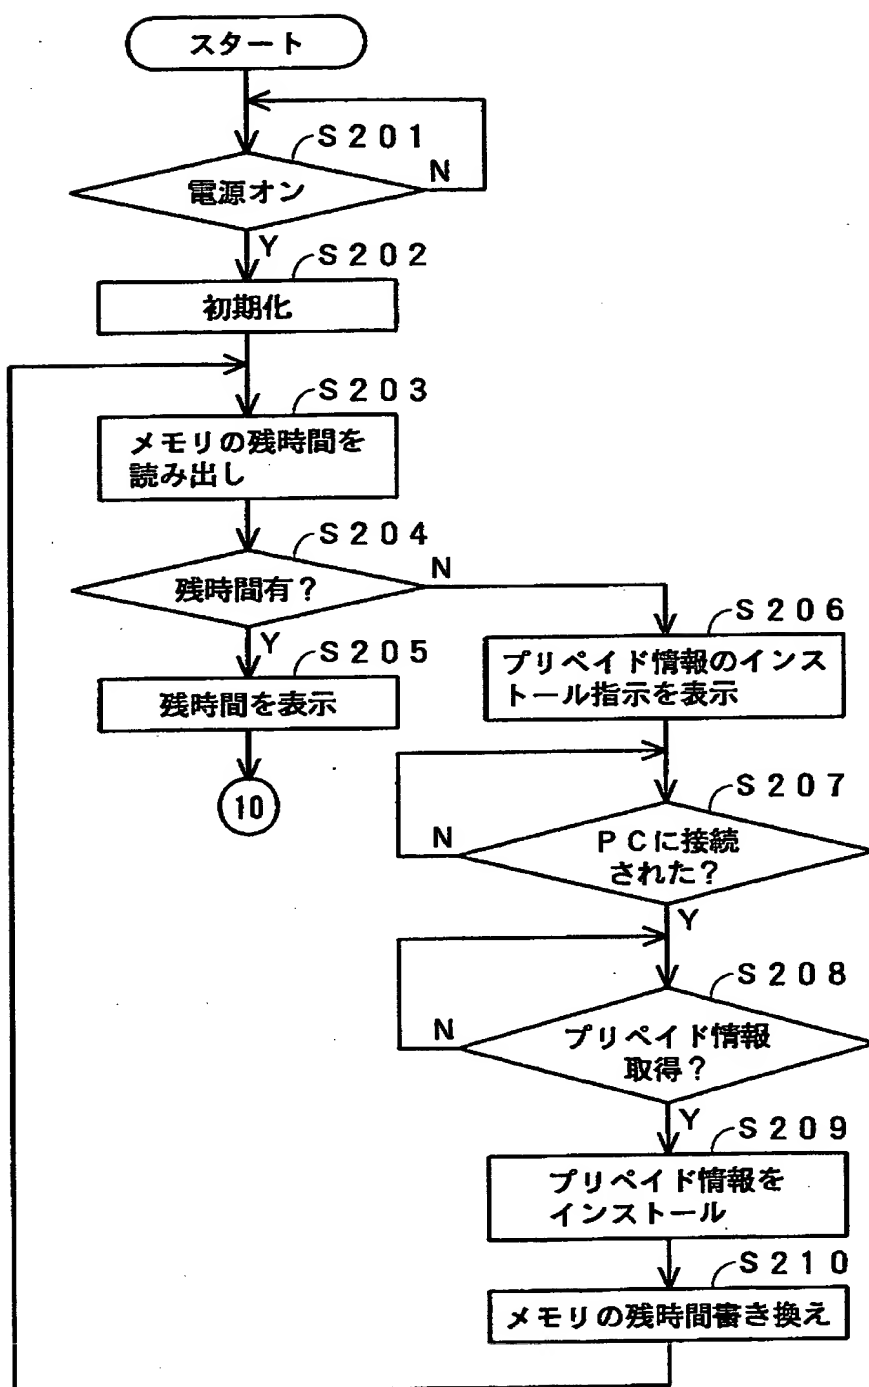 スタート
S201
電源オン
N
Y
S202
初期化
S203
メモリの残時間を
読み出し
S204
残時間有?
N
Y
S205
残時間を表示
10
S206
プリペイド情報のインス
トール指示を表示
S207
PCに接続
された?
N
Y
S208
プリペイド情報
取得?
N
Y
S209
プリペイド情報を
インストール
S210
メモリの残時間書き換え